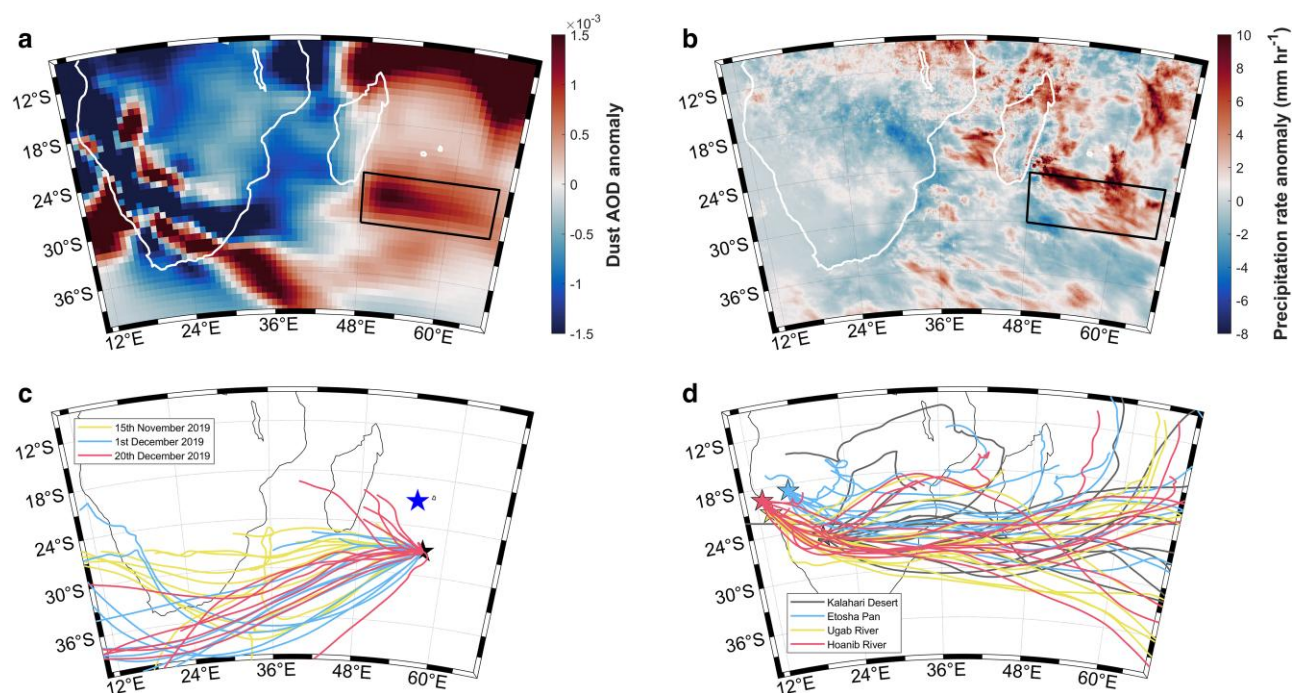 a
×10⁻³
1.5
1
0.5
0
-0.5
-1
-1.5
Dust AOD anomaly
12°S
18°S
24°S
30°S
36°S
12°E
24°E
36°E
48°E
60°E
b
10
8
6
4
2
0
-2
-4
-6
-8
Precipitation rate anomaly (mm hr⁻¹)
12°S
18°S
24°S
30°S
36°S
12°E
24°E
36°E
48°E
60°E
c
15th November 2019
1st December 2019
20th December 2019
12°S
18°S
24°S
30°S
36°S
12°E
24°E
36°E
48°E
60°E
d
12°S
18°S
24°S
30°S
36°S
Kalahari Desert
Etosha Pan
Ugab River
Hoanib River
12°E
24°E
36°E
48°E
60°E